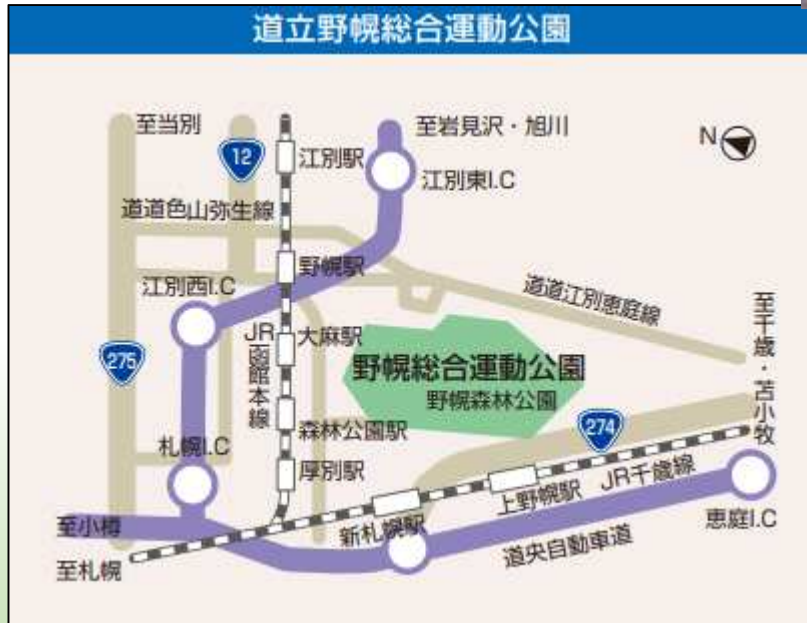 道立野幌総合運動公園
至当別
至岩見沢・旭川
N
12
江別駅
江別東I.C
道道色山弥生線
野幌駅
江別西I.C
道道江別恵庭線
至千歳・苫小牧
大麻駅
JR函館本線
275
野幌総合運動公園
野幌森林公園
森林公園駅
274
札幌I.C
厚別駅
上野幌駅
JR千歳線
至小樽
新札幌駅
恵庭I.C
道央自動車道
至札幌